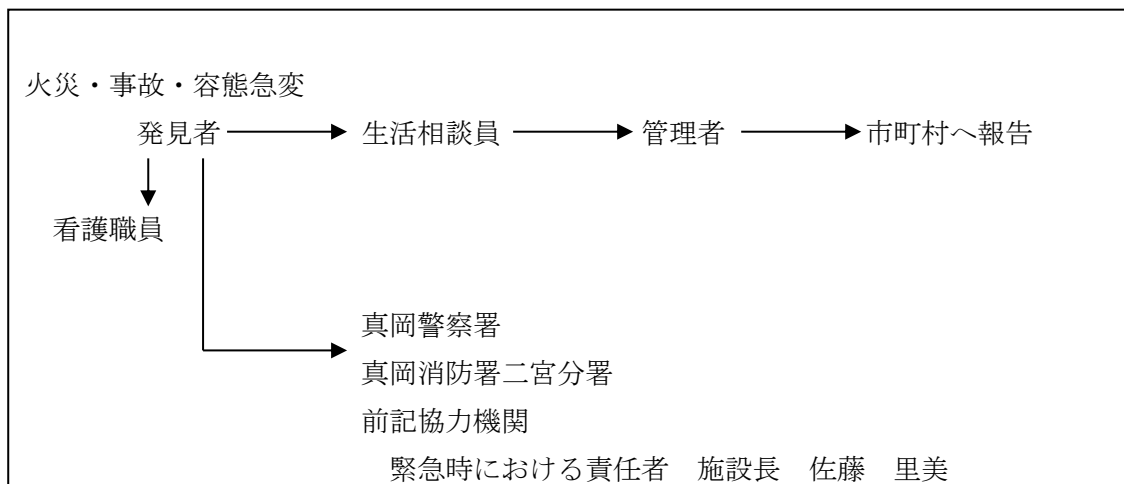 火災・事故・容態急変
発見者 生活相談員 管理者 市町村へ報告
看護職員
真岡警察署
真岡消防署二宮分署
前記協力機関
緊急時における責任者　施設長　佐藤　里美